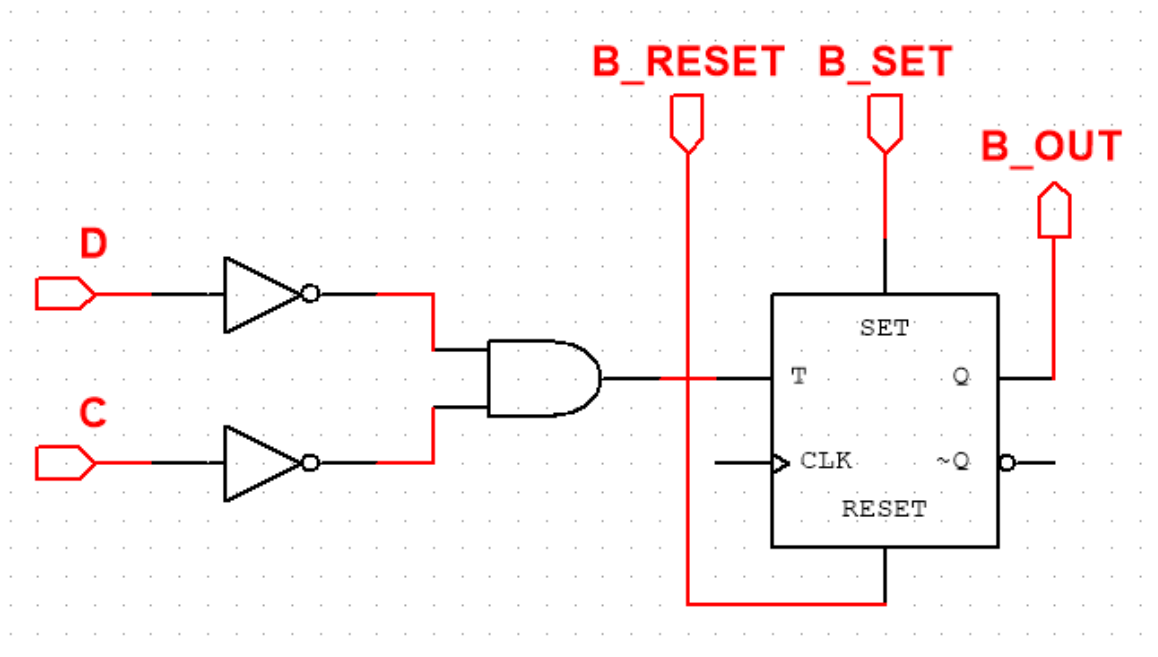 B_RESET B_SET
B_OUT
D
SET
T Q
C
CLK ~Q
RESET